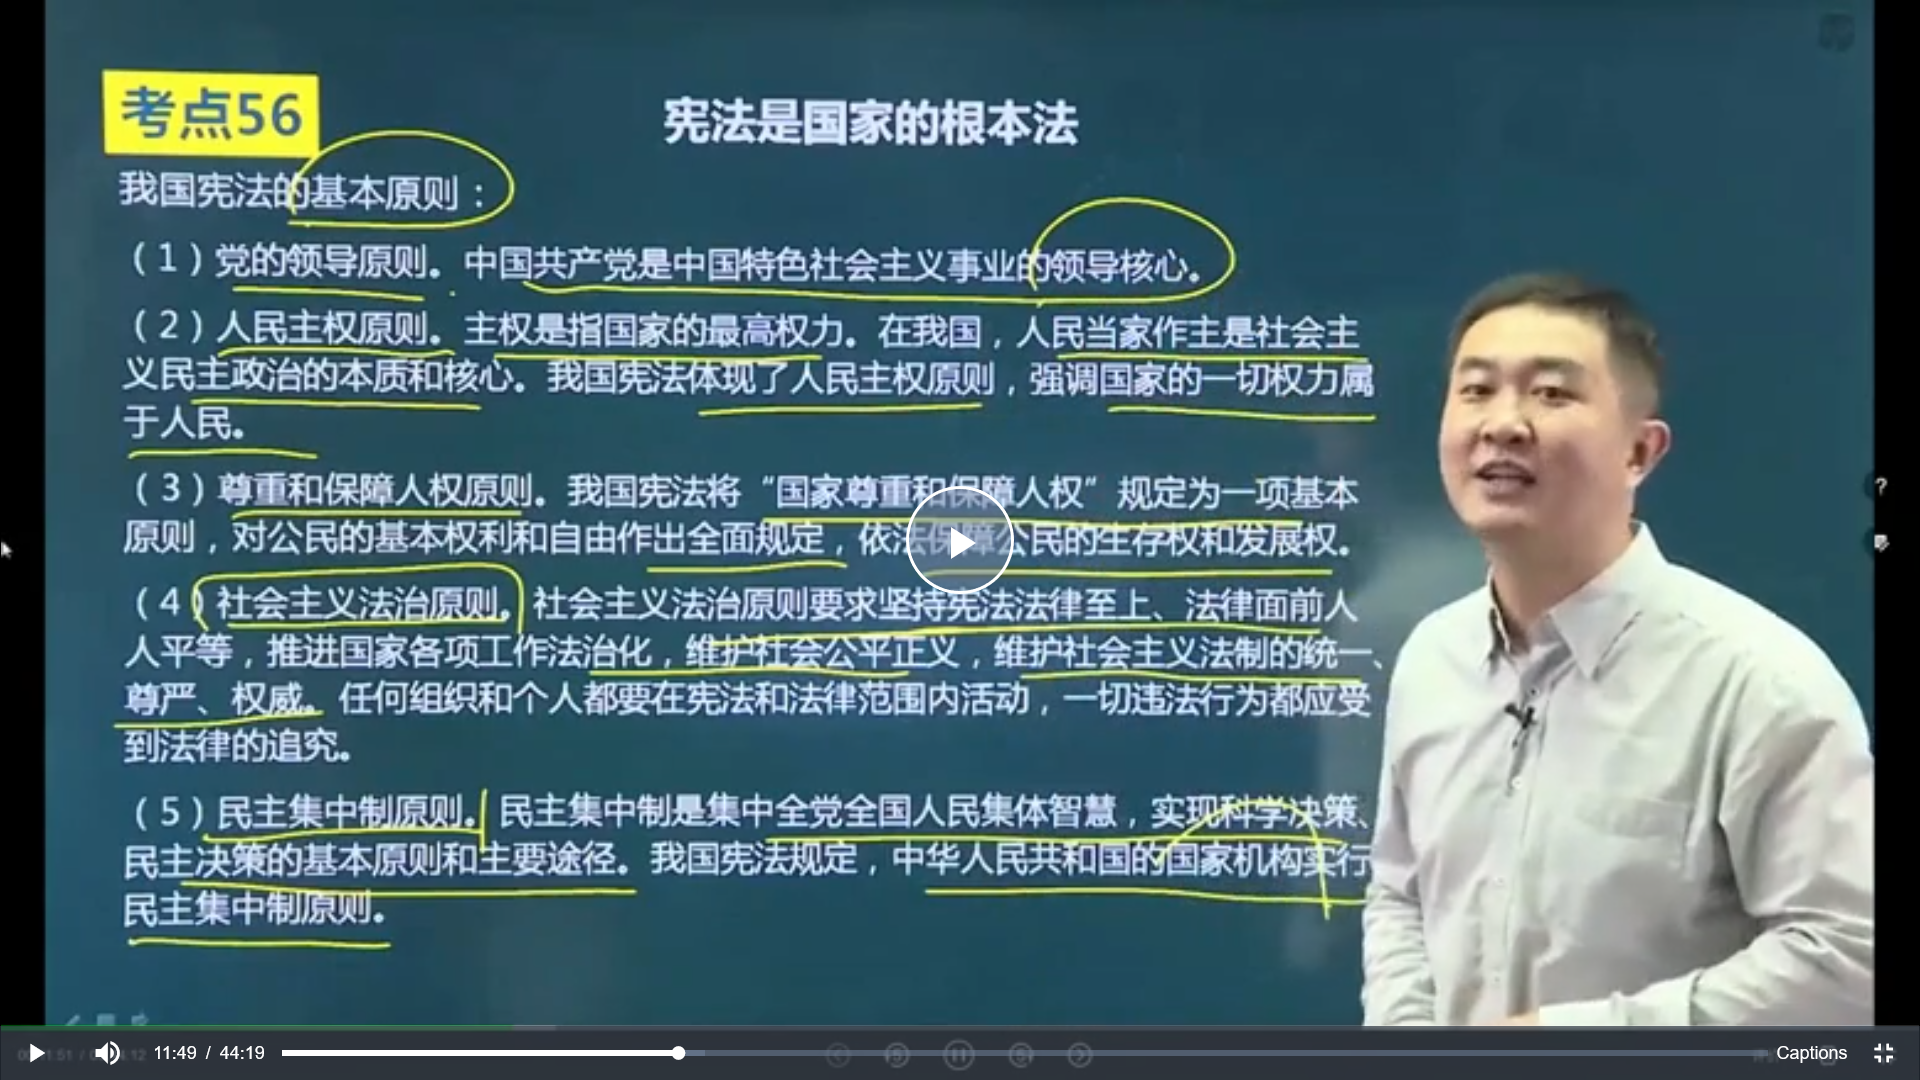 考点56
宪法是国家的根本法
我国宪法的基本原则：
（1）党的领导原则。中国共产党是中国特色社会主义事业的领导核心。
（2）人民主权原则。主权是指国家的最高权力。在我国，人民当家作主是社会主
义民主政治的本质和核心。我国宪法体现了人民主权原则，强调国家的一切权力属
于人民。
（3）尊重和保障人权原则。我国宪法将“国家尊重和保障人权”规定为一项基本
原则，对公民的基本权利和自由作出全面规定，依法保障公民的生存权和发展权。
（4）社会主义法治原则。社会主义法治原则要求坚持宪法法律至上、法律面前人
人平等，推进国家各项工作法治化，维护社会公平正义，维护社会主义法制的统一、
尊严、权威。任何组织和个人都要在宪法和法律范围内活动，一切违法行为都应受
到法律的追究。
（5）民主集中制原则。民主集中制是集中全党全国人民集体智慧，实现科学决策、
民主决策的基本原则和主要途径。我国宪法规定，中华人民共和国的国家机构实行
民主集中制原则。
11:49 / 44:19
Captions